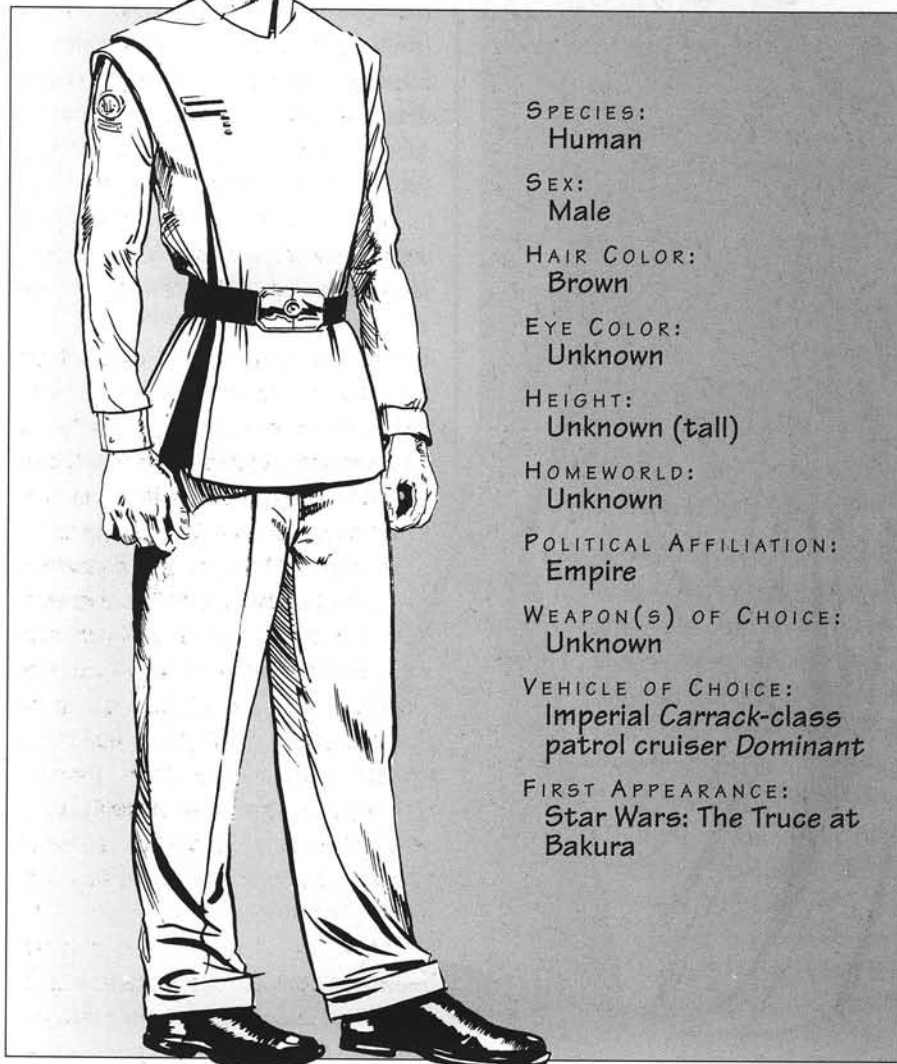 SPECIES:
Human
SEX:
Male
HAIR COLOR:
Brown
EYE COLOR:
Unknown
HEIGHT:
Unknown (tall)
HOMEWORLD:
Unknown
POLITICAL AFFILIATION:
Empire
WEAPON(S) OF CHOICE:
Unknown
VEHICLE OF CHOICE:
Imperial Carrack-class
patrol cruiser Dominant
FIRST APPEARANCE:
Star Wars: The Truce at
Bakura